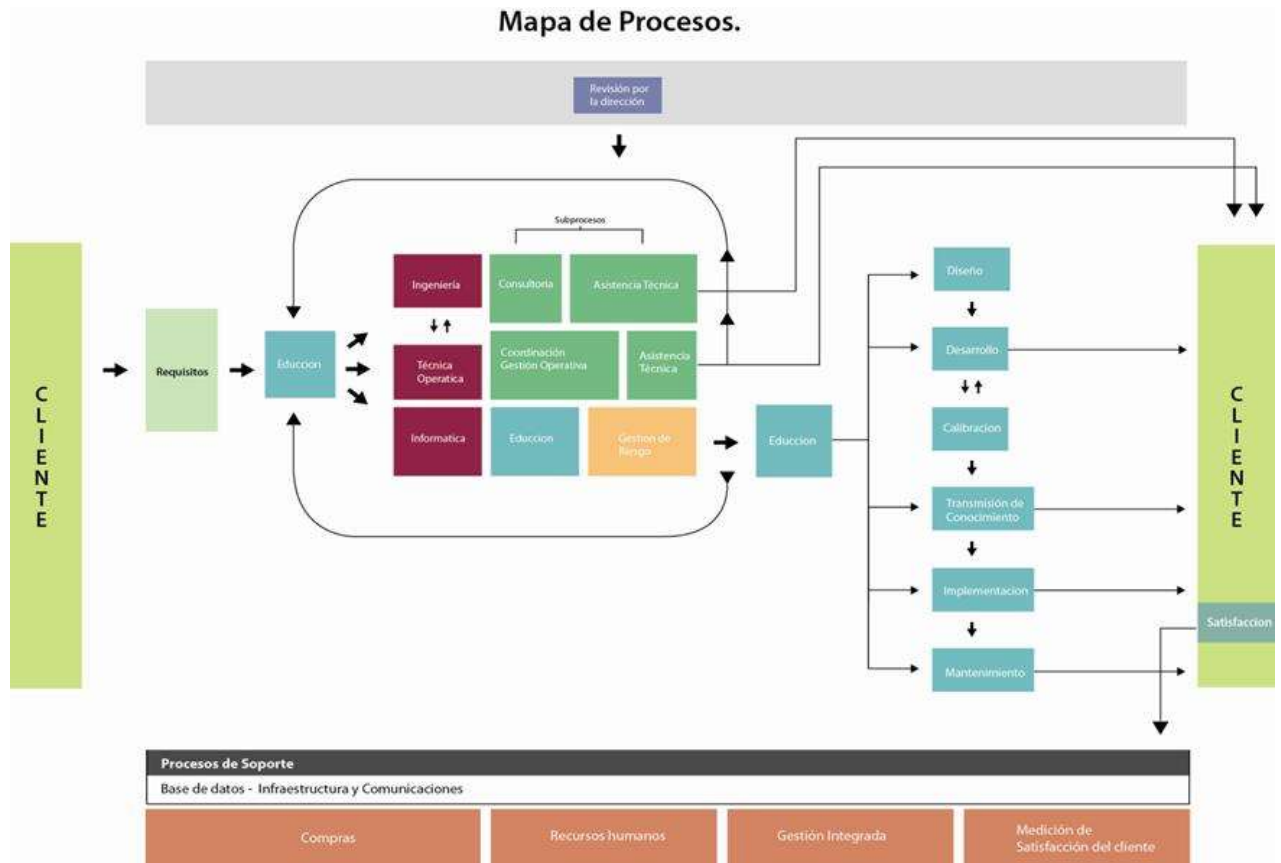 Mapa de Procesos.
Revisión por
la dirección
Subprocesos
CLIENTE
Requisitos
Educcion
Ingeniería
Consultoria
Asistencia Técnica
Técnica
Operatica
Coordinación
Gestión Operativa
Asistencia
Técnica
Informatica
Educcion
Gestion de
Riesgo
Educcion
Diseño
Desarrollo
Calibracion
Transmisión de
Conocimiento
Implementacion
Mantenimiento
CLIENTE
Satisfaccion
Procesos de Soporte
Base de datos - Infraestructura y Comunicaciones
Compras
Recursos humanos
Gestión Integrada
Medición de
Satisfacción del cliente